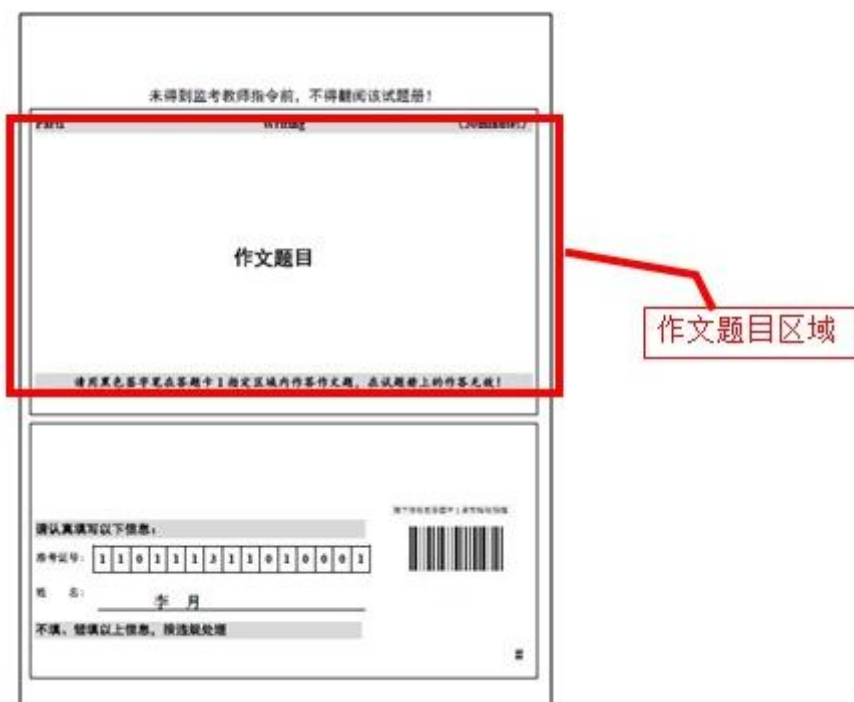 未得到监考教师指令前，不得翻阅该试题册！
Part I Writing (30 minutes)
作文题目
作文题目区域
请用黑色签字笔在答题卡1指定区域内作答作文题，在试题册上的作答无效！
请认真填写以下信息：
准考证号： 1 1 0 1 1 1 3 1 1 0 1 0 0 0 1
姓 名： 李 月
不填、错填以上信息，按违规处理